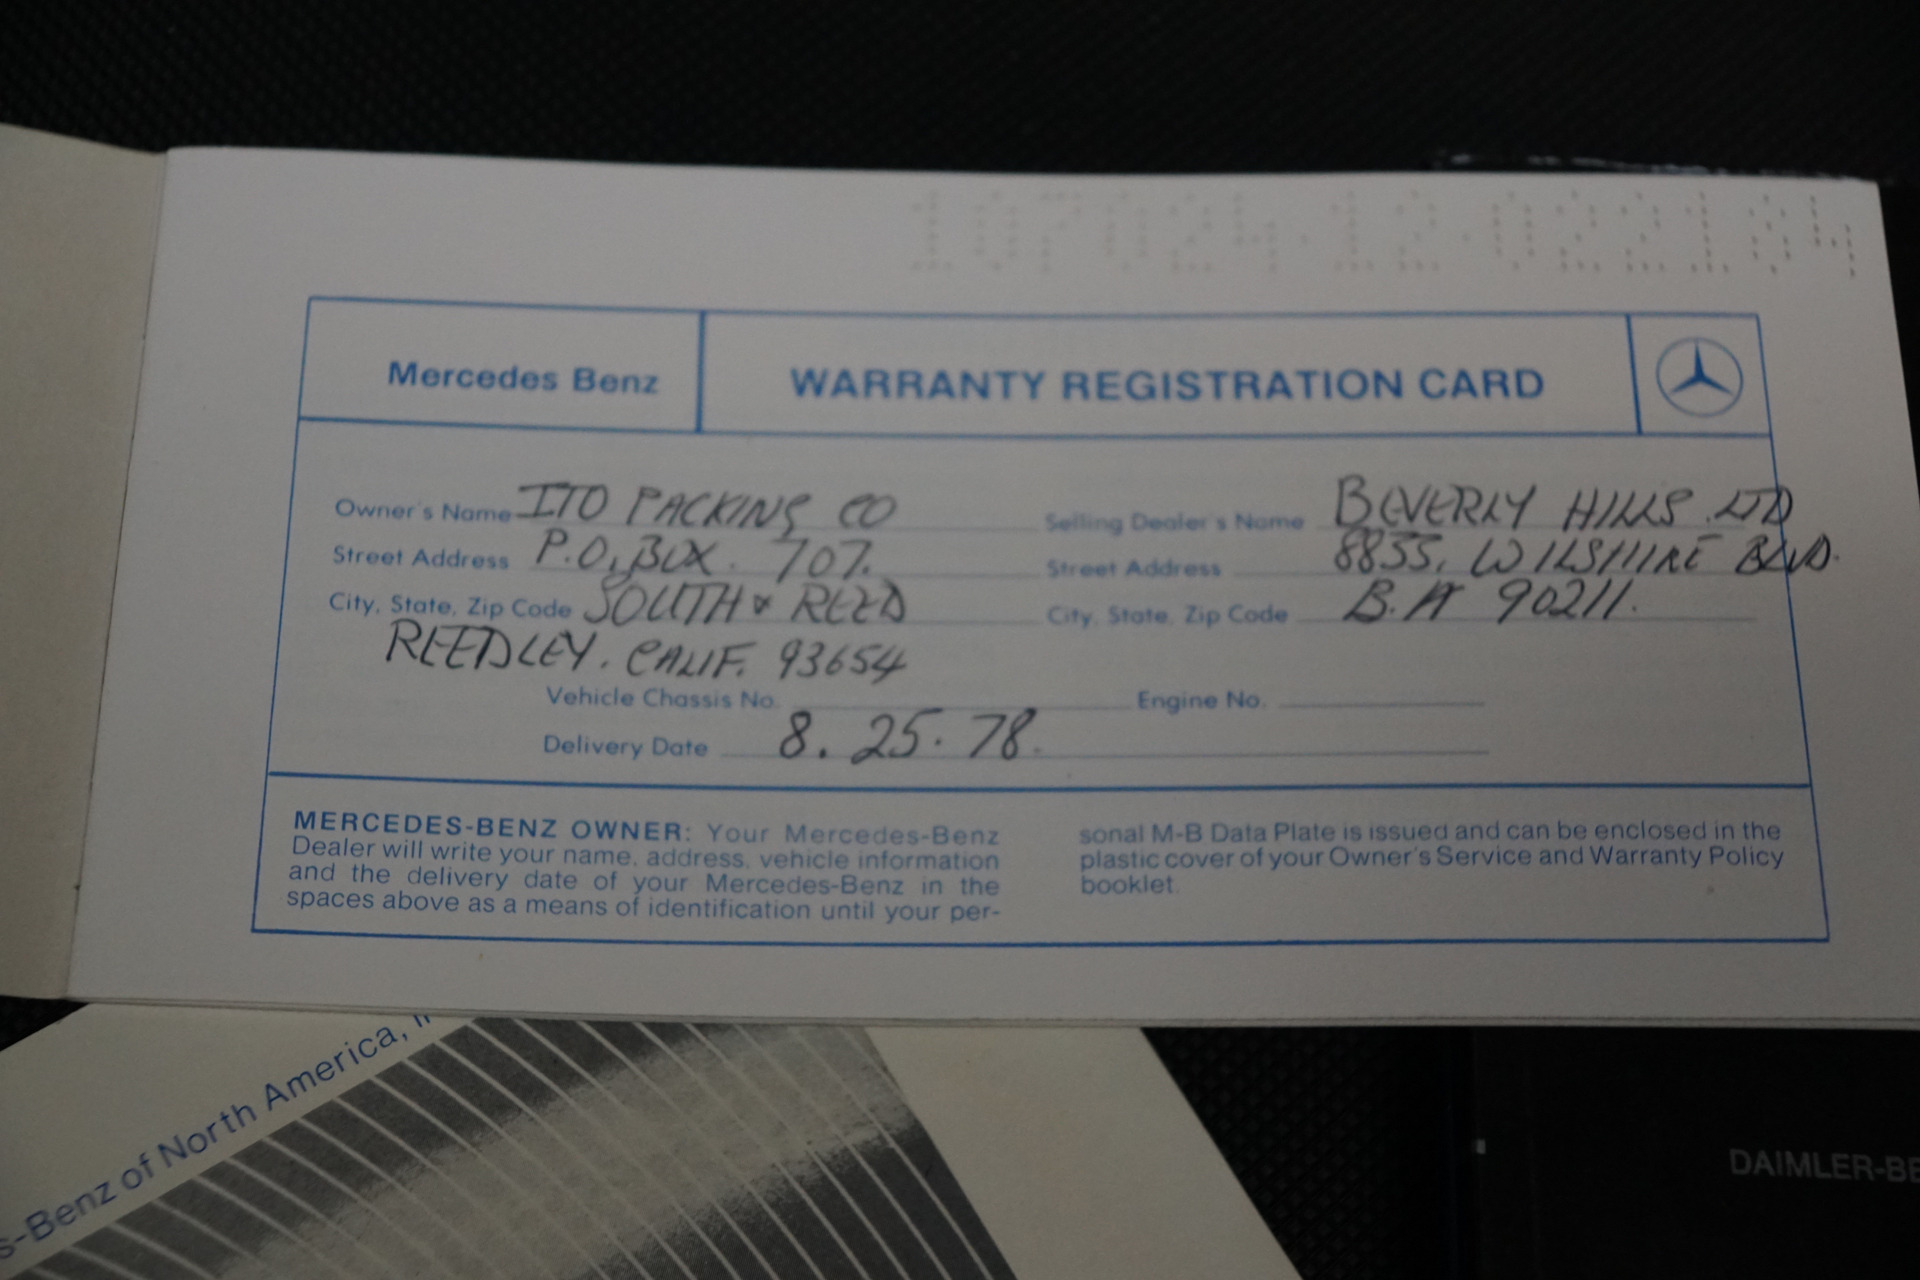 107024-12-022134
Mercedes Benz
WARRANTY REGISTRATION CARD
Owner's Name ITO PACKING CO
Street Address P.O. BOX. 707.
City, State, Zip Code SOUTH & REED
REEDLEY. CALIF. 93654
Selling Dealer's Name BEVERLY HILLS LTD
Street Address 8833, WILSHIRE BLVD.
City, State, Zip Code B.H 90211.
Vehicle Chassis No.
Engine No.
Delivery Date 8. 25. 78.
MERCEDES-BENZ OWNER: Your Mercedes-Benz
Dealer will write your name, address, vehicle information
and the delivery date of your Mercedes-Benz in the
spaces above as a means of identification until your per-
sonal M-B Data Plate is issued and can be enclosed in the
plastic cover of your Owner's Service and Warranty Policy
booklet.
s-Benz of North America, I
DAIMLER-BE